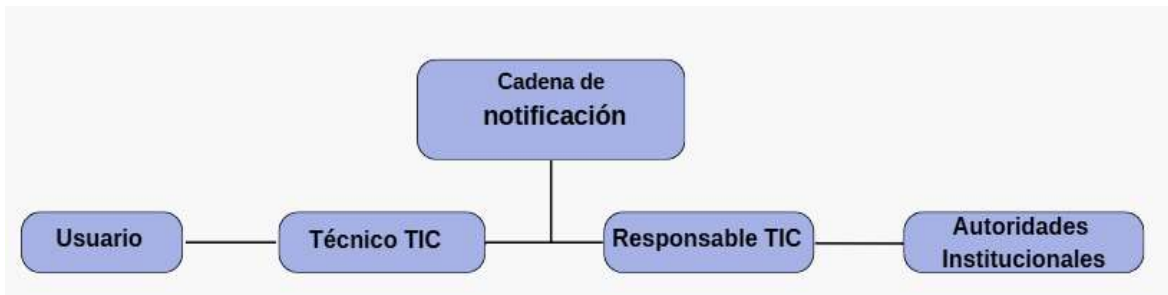 Cadena de
notificación
Usuario
Técnico TIC
Responsable TIC
Autoridades
Institucionales